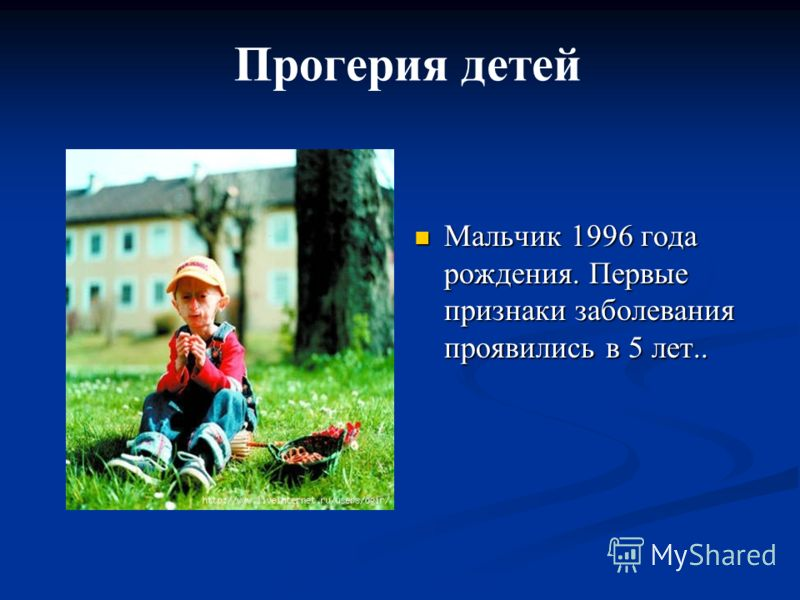 Прогерия детей
Мальчик 1996 года
рождения. Первые
признаки заболевания
проявились в 5 лет..
MyShared